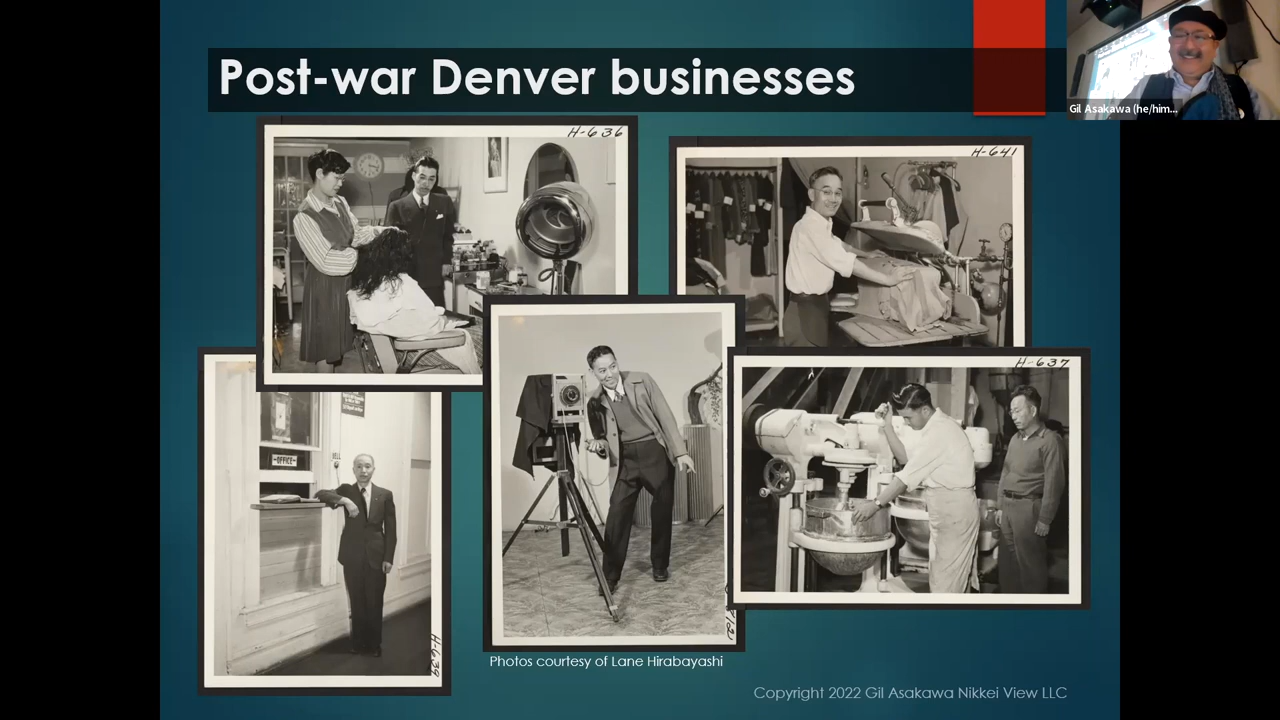 Post-war Denver businesses
Gil Asakawa (he/him...
H-636
H-641
H-637
-OFFICE-
BELL
H-639
Photos courtesy of Lane Hirabayashi
Copyright 2022 Gil Asakawa Nikkei View LLC